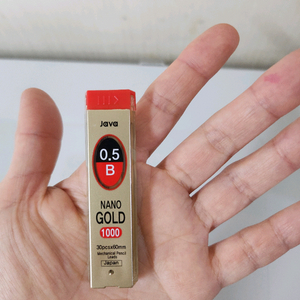 Java
0.5
B
NANO
GOLD
1000
30pcsx60mm
Mechanical Pencil
Leads
Japan